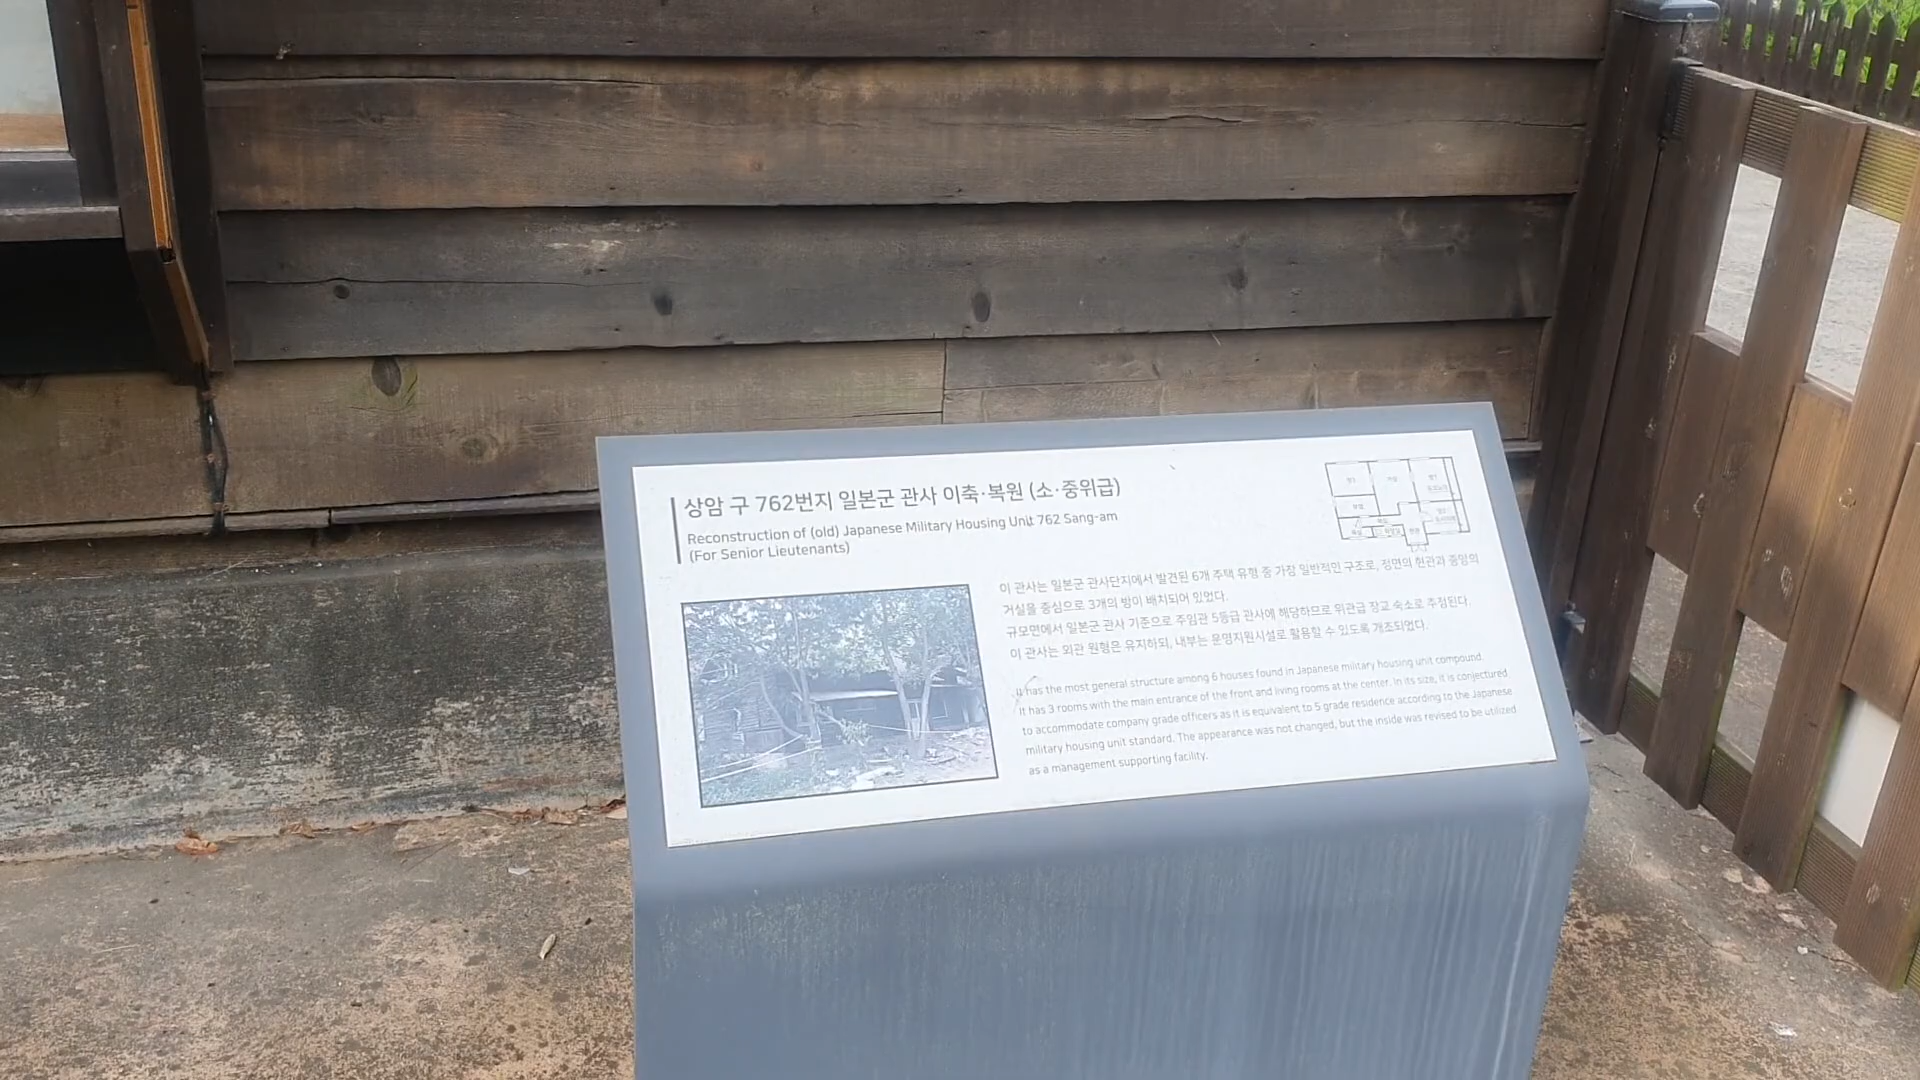 상암 구 762번지 일본군 관사 이축·복원 (소·중위급)
Reconstruction of (old) Japanese Military Housing Unit 762 Sang-am
(For Senior Lieutenants)
이 관사는 일본군 관사단지에서 발견된 6개 주택 유형 중 가장 일반적인 구조로, 정면의 현관과 중앙의
거실을 중심으로 3개의 방이 배치되어 있었다.
규모면에서 일본군 관사 기준으로 주임관 5등급 관사에 해당하므로 위관급 장교 숙소로 추정된다.
이 관사는 외관 원형은 유지하되, 내부는 운영지원시설로 활용할 수 있도록 개조되었다.
It has the most general structure among 6 houses found in Japanese military housing unit compound.
It has 3 rooms with the main entrance of the front and living rooms at the center. In its size, it is conjectured
to accommodate company grade officers as it is equivalent to 5 grade residence according to the Japanese
military housing unit standard. The appearance was not changed, but the inside was revised to be utilized
as a management supporting facility.